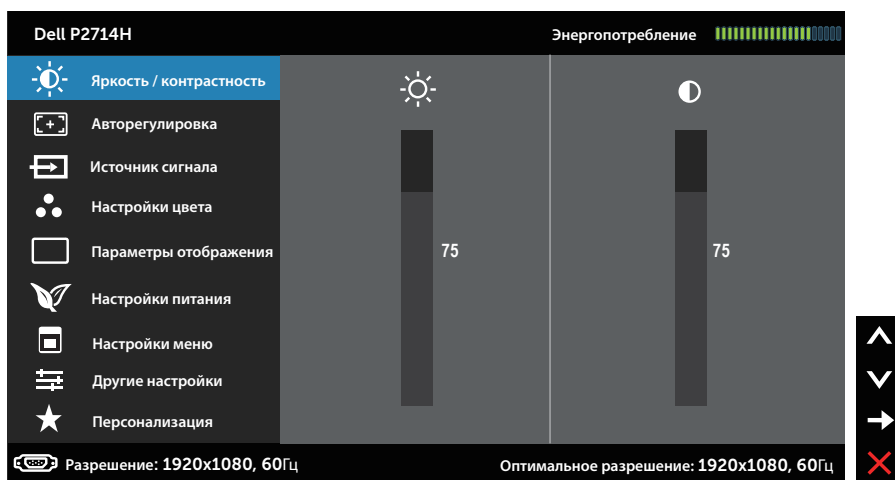 Dell P2714H
Энергопотребление
Яркость / контрастность
Авторегулировка
Источник сигнала
Настройки цвета
Параметры отображения
75
75
Настройки питания
Настройки меню
Другие настройки
Персонализация
Разрешение: 1920x1080, 60Гц
Оптимальное разрешение: 1920x1080, 60Гц